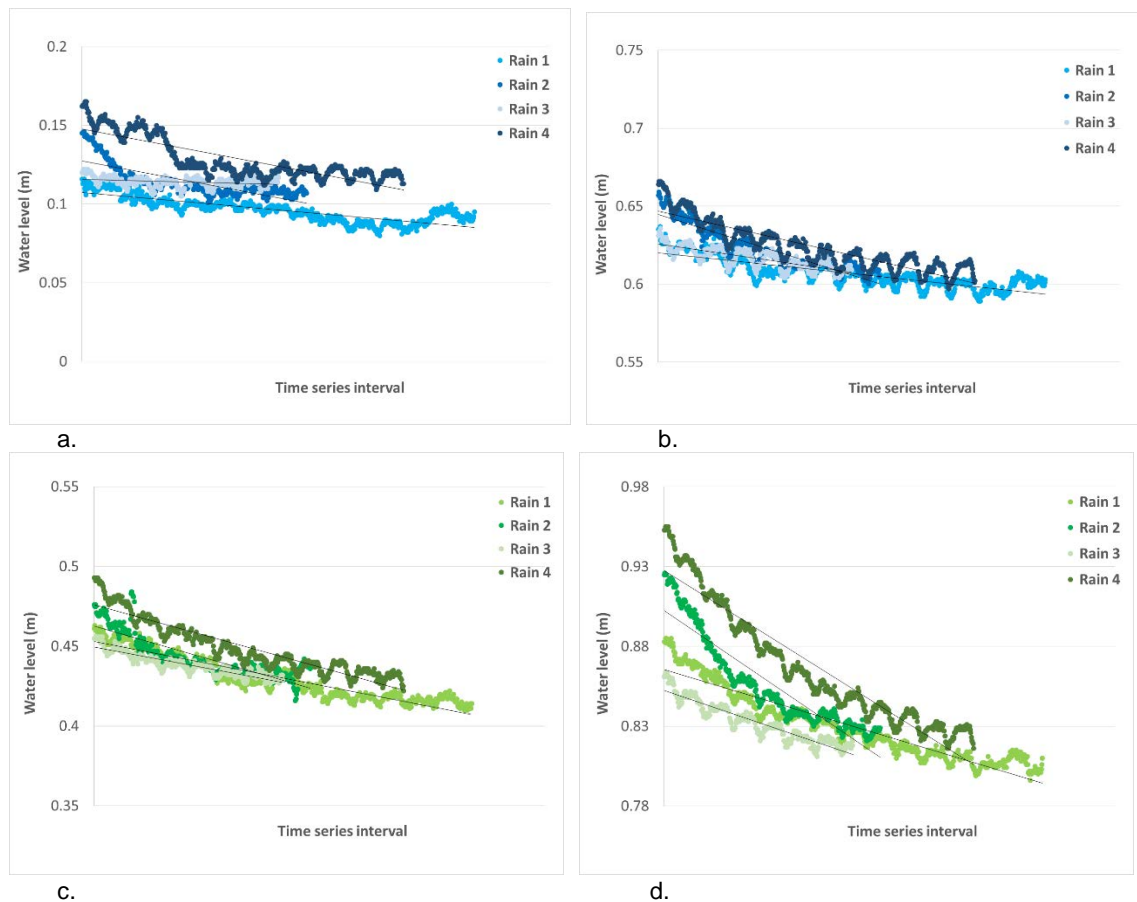 0.2
0.15
0.1
0.05
0
Water level (m)
Time series interval
Rain 1
Rain 2
Rain 3
Rain 4
a.
0.75
0.7
0.65
0.6
0.55
Water level (m)
Time series interval
Rain 1
Rain 2
Rain 3
Rain 4
b.
0.55
0.5
0.45
0.4
0.35
Water level (m)
Time series interval
Rain 1
Rain 2
Rain 3
Rain 4
c.
0.98
0.93
0.88
0.83
0.78
Water level (m)
Time series interval
Rain 1
Rain 2
Rain 3
Rain 4
d.